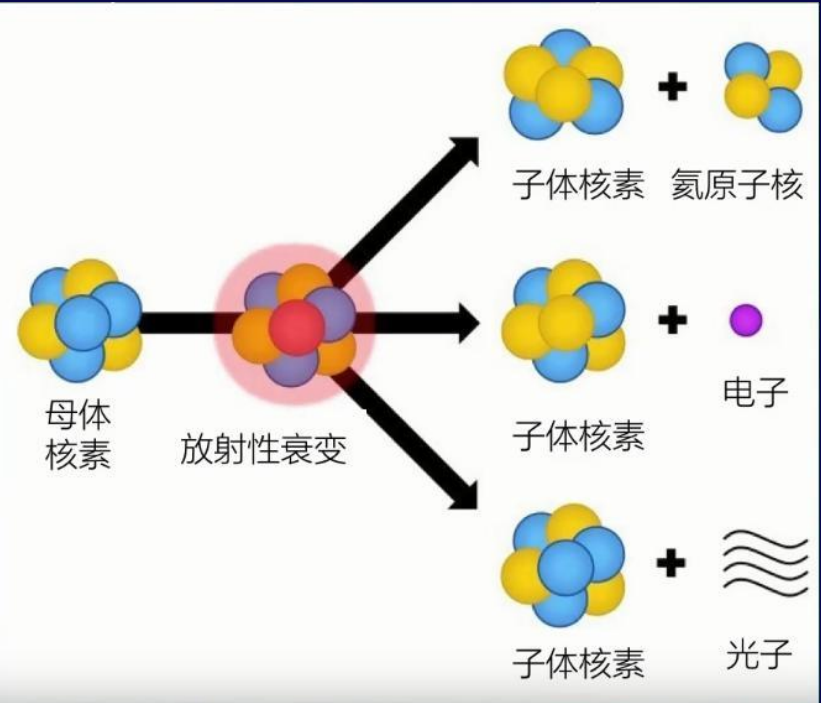 子体核素 氦原子核
母体
核素
放射性衰变
电子
子体核素
子体核素
光子